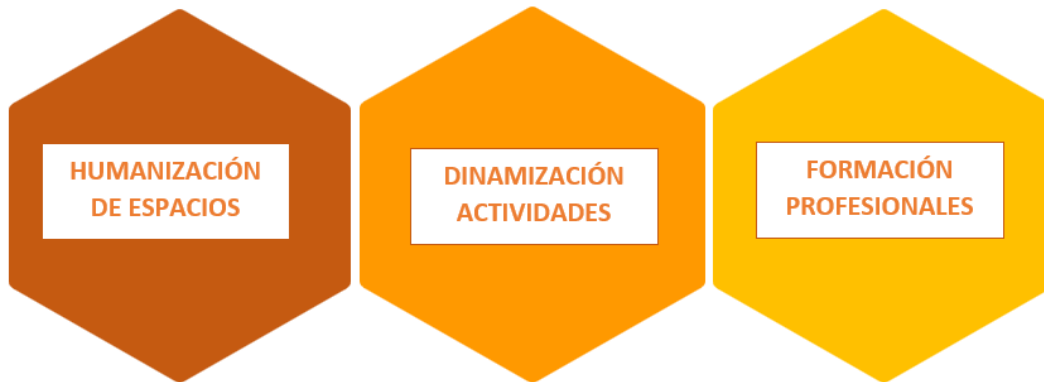 HUMANIZACIÓN
DE ESPACIOS
DINAMIZACIÓN
ACTIVIDADES
FORMACIÓN
PROFESIONALES